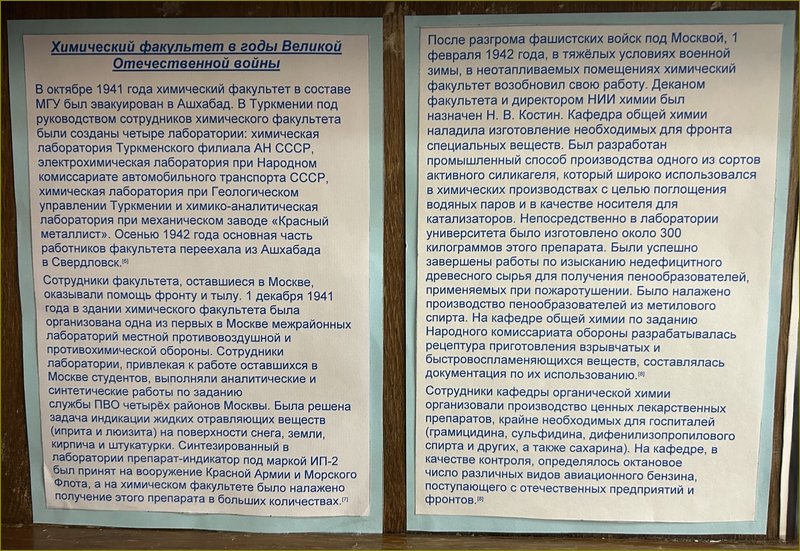 Химический факультет в годы Великой
Отечественной войны
В октябре 1941 года химический факультет в составе
МГУ был эвакуирован в Ашхабад. В Туркмении под
руководством сотрудников химического факультета
были созданы четыре лаборатории: химическая
лаборатория Туркменского филиала АН СССР,
электрохимическая лаборатория при Народном
комиссариате автомобильного транспорта СССР,
химическая лаборатория при Геологическом
управлении Туркмении и химико-аналитическая
лаборатория при механическом заводе «Красный
металлист». Осенью 1942 года основная часть
работников факультета переехала из Ашхабада
в Свердловск.[6]
Сотрудники факультета, оставшиеся в Москве,
оказывали помощь фронту и тылу. 1 декабря 1941
года в здании химического факультета была
организована одна из первых в Москве межрайонных
лабораторий местной противовоздушной и
противохимической обороны. Сотрудники
лаборатории, привлекая к работе оставшихся в
Москве студентов, выполняли аналитические и
синтетические работы по заданию
службы ПВО четырёх районов Москвы. Была решена
задача индикации жидких отравляющих веществ
(иприта и люизита) на поверхности снега, земли,
кирпича и штукатурки. Синтезированный в
лаборатории препарат-индикатор под маркой ИП-2
был принят на вооружение Красной Армии и Морского
Флота, а на химическом факультете было налажено
получение этого препарата в больших количествах.[7]
После разгрома фашистских войск под Москвой, 1
февраля 1942 года, в тяжёлых условиях военной
зимы, в неотапливаемых помещениях химический
факультет возобновил свою работу. Деканом
факультета и директором НИИ химии был
назначен Н. В. Костин. Кафедра общей химии
наладила изготовление необходимых для фронта
специальных веществ. Был разработан
промышленный способ производства одного из сортов
активного силикагеля, который широко использовался
в химических производствах с целью поглощения
водяных паров и в качестве носителя для
катализаторов. Непосредственно в лаборатории
университета было изготовлено около 300
килограммов этого препарата. Были успешно
завершены работы по изысканию недефицитного
древесного сырья для получения пенообразователей,
применяемых при пожаротушении. Было налажено
производство пенообразователей из метилового
спирта. На кафедре общей химии по заданию
Народного комиссариата обороны разрабатывалась
рецептура приготовления взрывчатых и
быстровоспламеняющихся веществ, составлялась
документация по их использованию.[8]
Сотрудники кафедры органической химии
организовали производство ценных лекарственных
препаратов, крайне необходимых для госпиталей
(грамицидина, сульфидина, дифенилизопропилового
спирта и других, а также сахарина). На кафедре, в
качестве контроля, определялось октановое
число различных видов авиационного бензина,
поступающего с отечественных предприятий и
фронтов.[8]